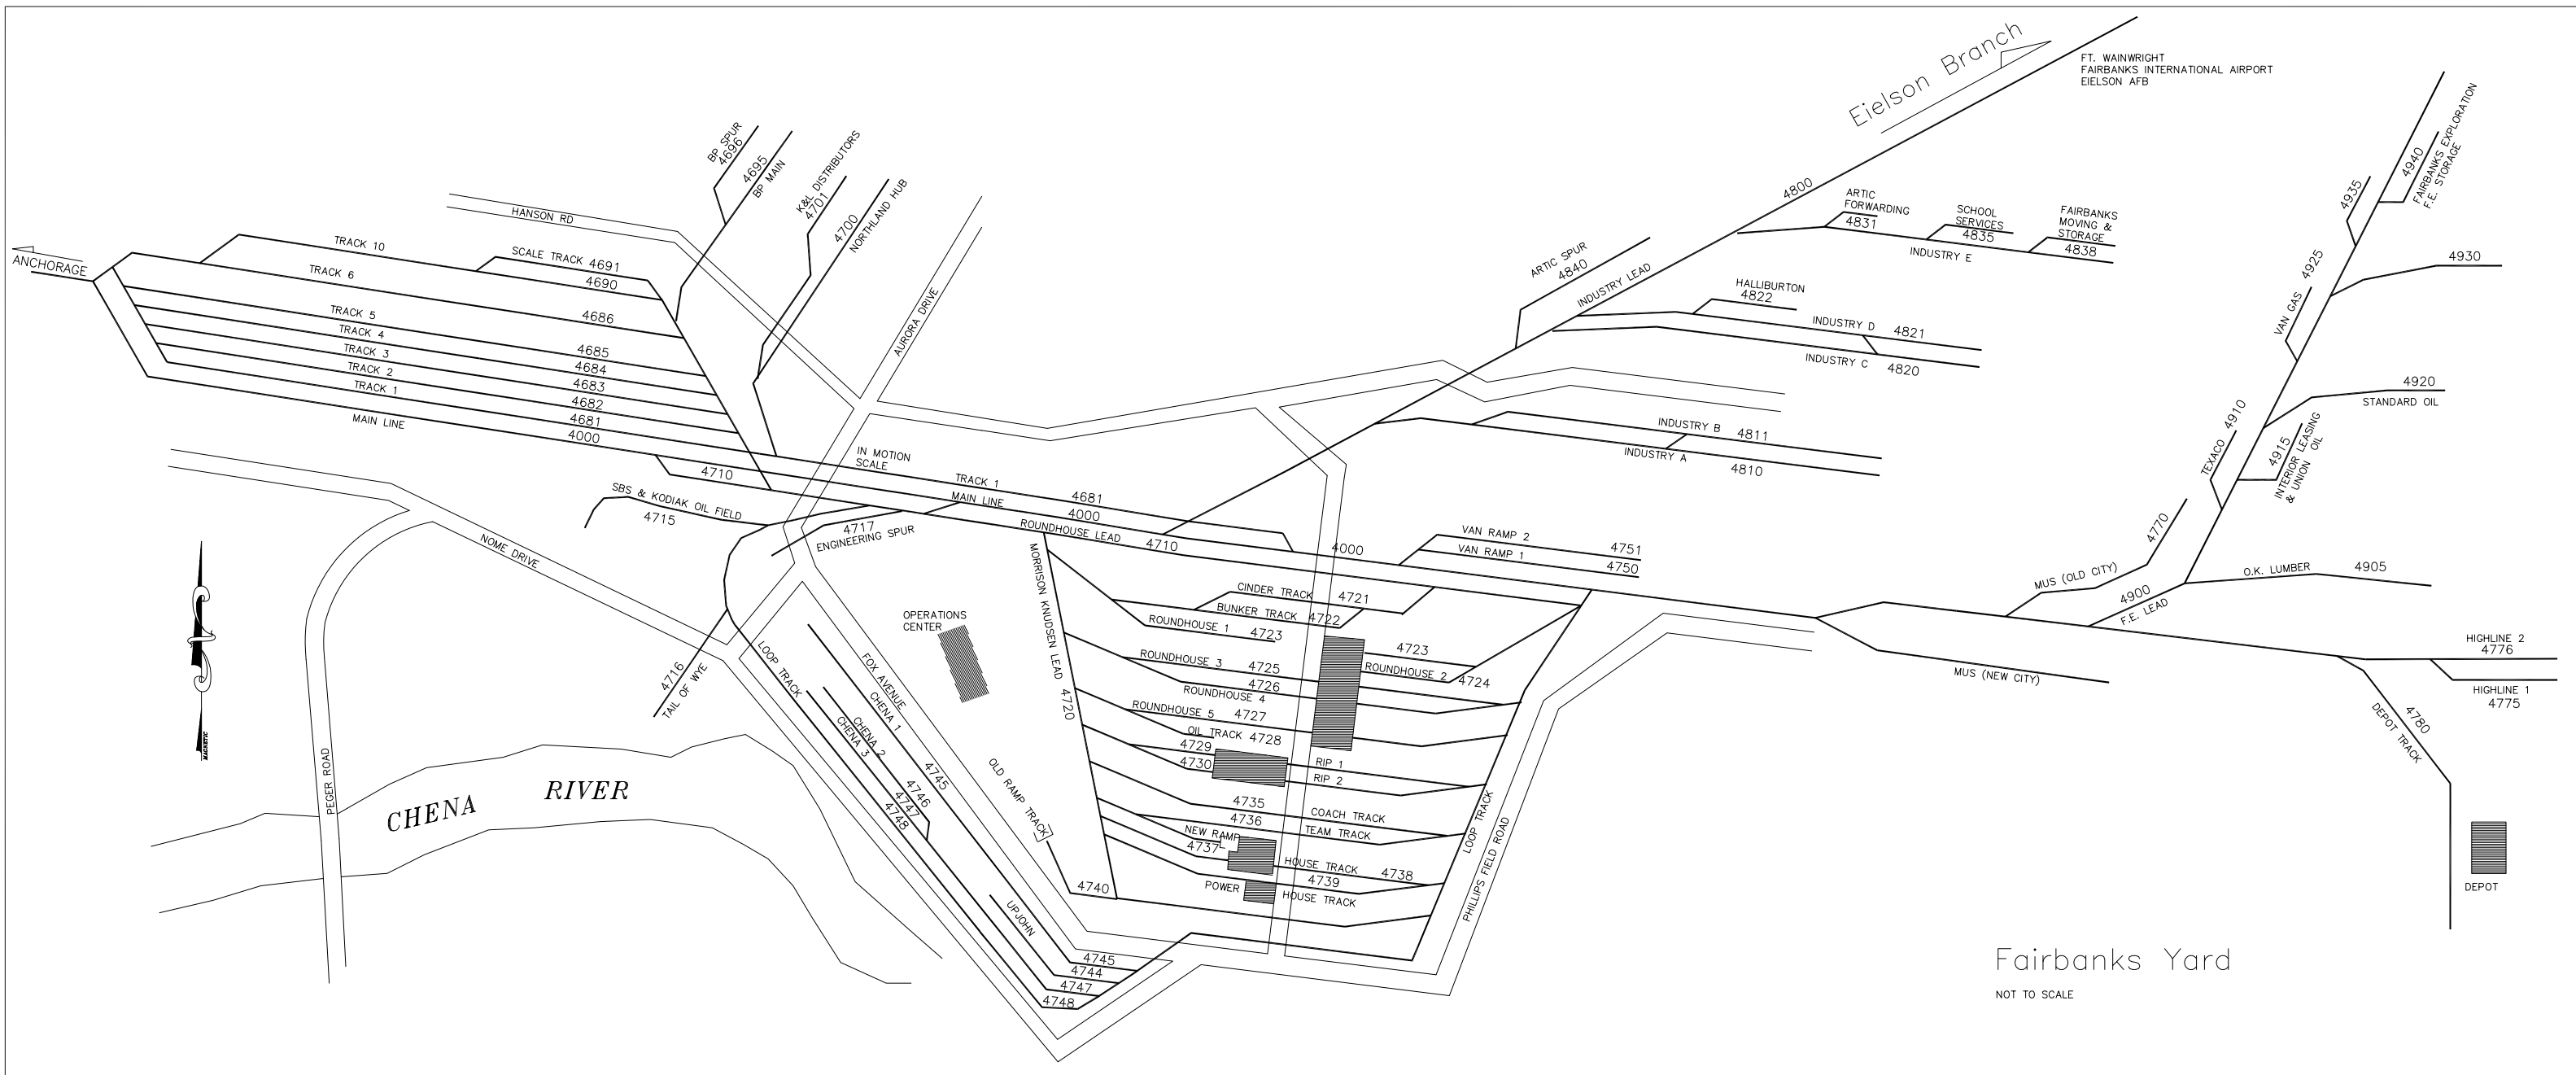 Eielson Branch
FT. WAINWRIGHT
FAIRBANKS INTERNATIONAL AIRPORT
EIELSON AFB
ANCHORAGE
HANSON RD
TRACK 10
SCALE TRACK 4691
4690
TRACK 6
4686
TRACK 5
4685
TRACK 4
4684
TRACK 3
4683
TRACK 2
4682
TRACK 1
4681
MAIN LINE
4000
BP SPUR
4696
4695
BP MAIN
K&L DISTRIBUTORS
4701
4700
NORTHLAND HUB
AURORA DRIVE
IN MOTION
SCALE
TRACK 1
4681
MAIN LINE
4000
4710
SBS & KODIAK OIL FIELD
4715
4717
ENGINEERING SPUR
ROUNDHOUSE LEAD
4710
4000
NOME DRIVE
PEGER ROAD
MAGNETIC
CHENA RIVER
4716
TAIL OF WYE
LOOP TRACK
FOX AVENUE
CHENA 1
4745
CHENA 2
4746
CHENA 3
4747
4748
UPJOHN
4745
4744
4747
4748
OPERATIONS
CENTER
OLD RAMP TRACK
4740
MORRISON KNUDSEN LEAD 4720
CINDER TRACK 4721
BUNKER TRACK 4722
ROUNDHOUSE 1 4723
4723
ROUNDHOUSE 2
4724
ROUNDHOUSE 3 4725
4726
ROUNDHOUSE 4
ROUNDHOUSE 5 4727
OIL TRACK 4728
4729
RIP 1
4730
RIP 2
4735
COACH TRACK
4736
TEAM TRACK
NEW RAMP
4737
HOUSE TRACK 4738
4739
POWER
HOUSE TRACK
LOOP TRACK
PHILLIPS FIELD ROAD
VAN RAMP 2 4751
VAN RAMP 1
4750
4800
INDUSTRY LEAD
ARTIC SPUR
4840
ARTIC
FORWARDING
4831
SCHOOL
SERVICES
4835
FAIRBANKS
MOVING &
STORAGE
4838
INDUSTRY E
HALLIBURTON
4822
INDUSTRY D 4821
INDUSTRY C 4820
INDUSTRY B 4811
INDUSTRY A
4810
4940
FAIRBANKS EXPLORATION
F.E. STORAGE
4935
4930
4925
VAN GAS
4920
STANDARD OIL
4910
TEXACO
4915
INTERIOR LEASING
& UNION OIL
4770
MUS (OLD CITY)
4900
F.E. LEAD
O.K. LUMBER 4905
MUS (NEW CITY)
HIGHLINE 2
4776
HIGHLINE 1
4775
4780
DEPOT TRACK
DEPOT
Fairbanks Yard
NOT TO SCALE